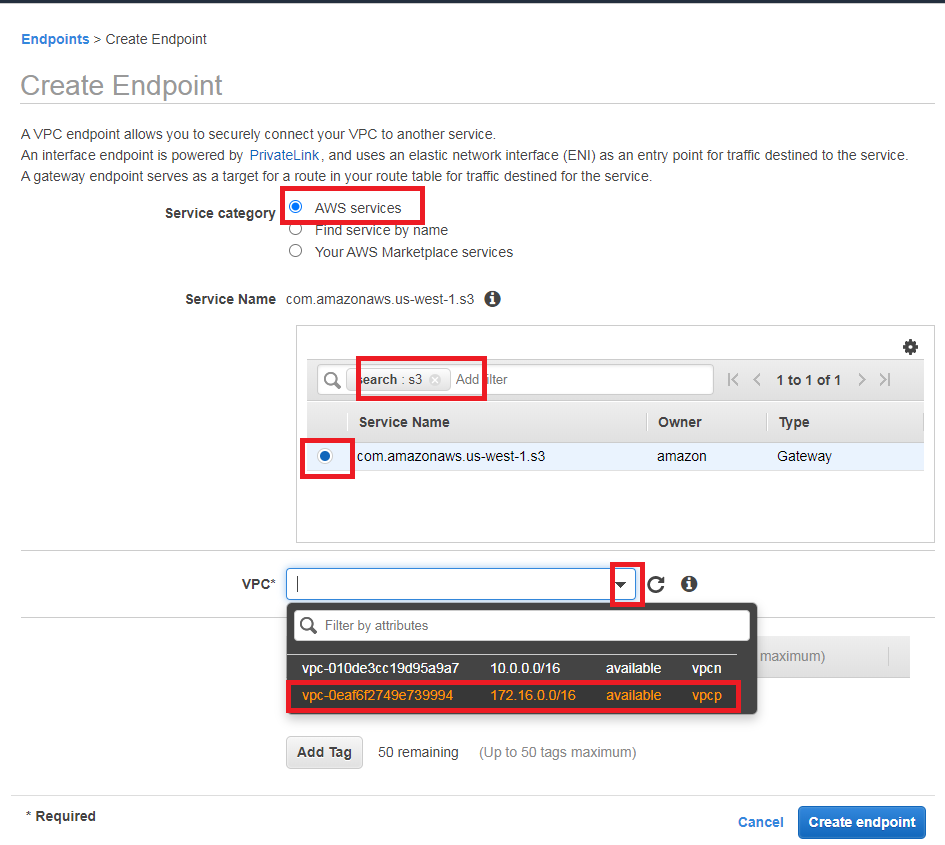 Endpoints > Create Endpoint
Create Endpoint
A VPC endpoint allows you to securely connect your VPC to another service.
An interface endpoint is powered by PrivateLink, and uses an elastic network interface (ENI) as an entry point for traffic destined to the service.
A gateway endpoint serves as a target for a route in your route table for traffic destined for the service.
Service category AWS services
Find service by name
Your AWS Marketplace services
Service Name com.amazonaws.us-west-1.s3
search : s3 Add filter 1 to 1 of 1
Service Name Owner Type
com.amazonaws.us-west-1.s3 amazon Gateway
VPC*
Filter by attributes
maximum)
vpc-010de3cc19d95a9a7 10.0.0.0/16 available vpcn
vpc-0eaf6f2749e739994 172.16.0.0/16 available vpcp
Add Tag 50 remaining (Up to 50 tags maximum)
* Required
Cancel Create endpoint